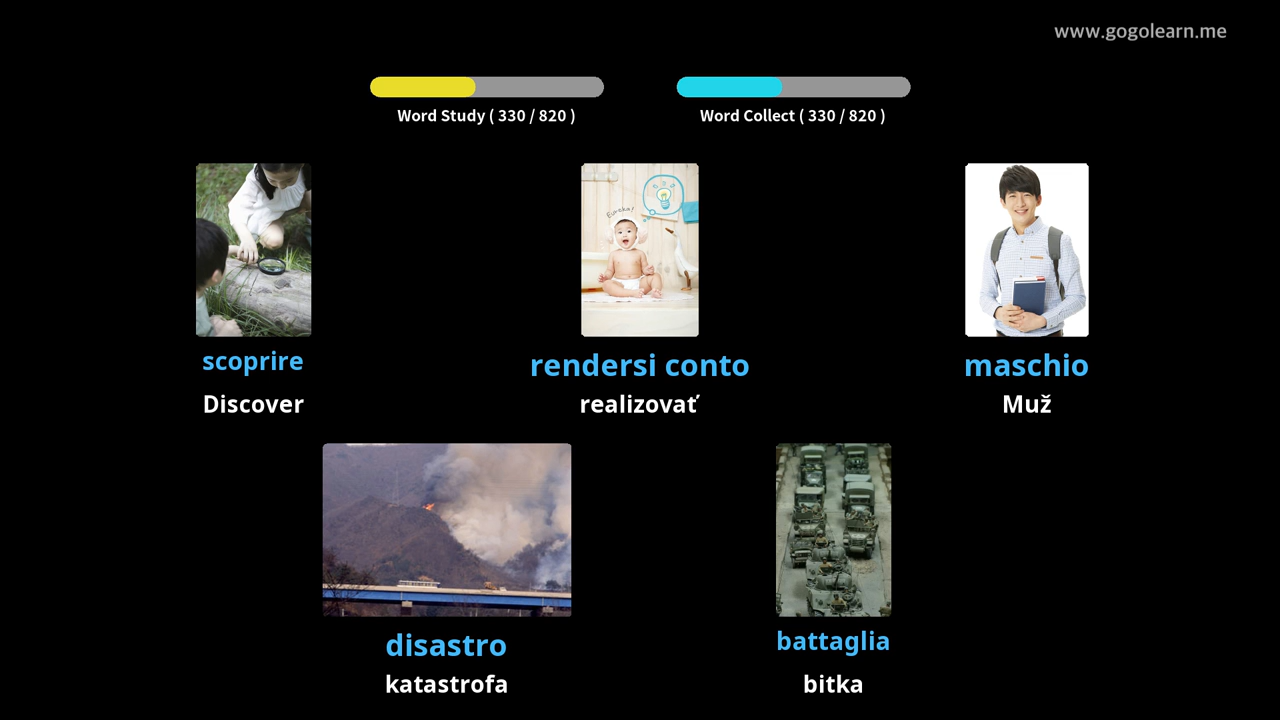 www.gogolearn.me
Word Study ( 330 / 820 )
Word Collect ( 330 / 820 )
Eureka!
scoprire
Discover
rendersi conto
realizovať
maschio
Muž
disastro
katastrofa
battaglia
bitka